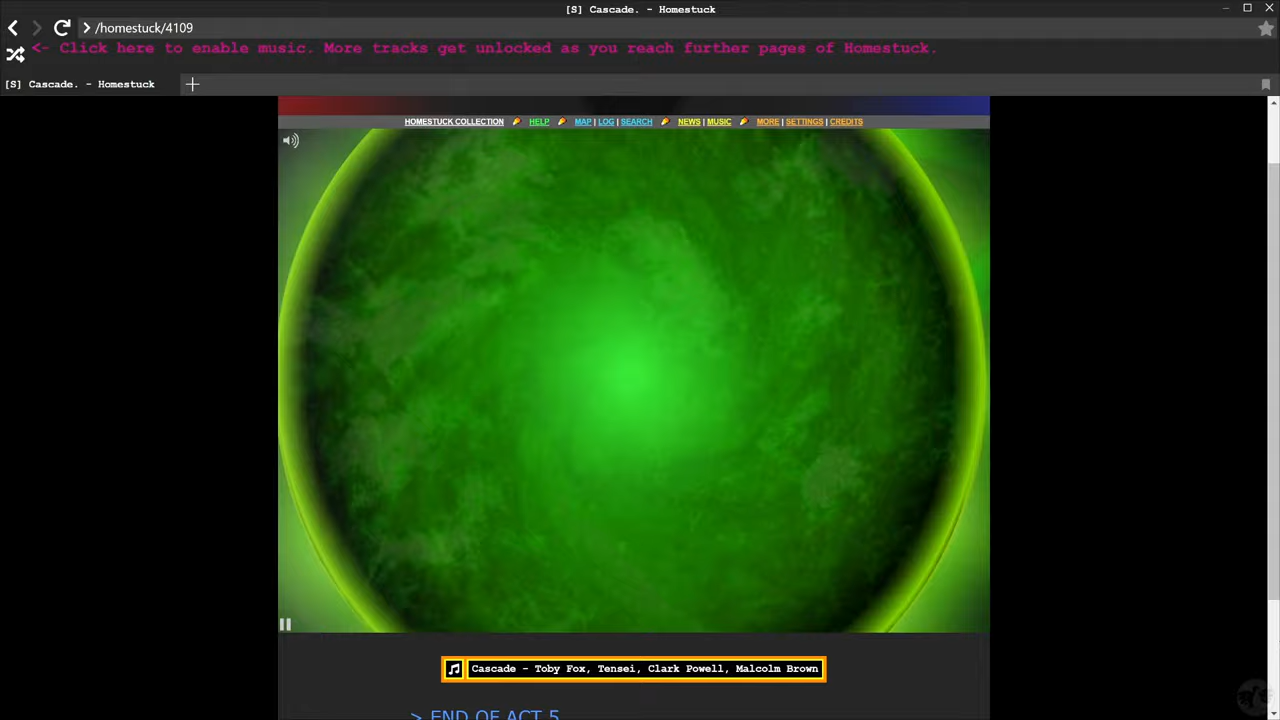 [S] Cascade. - Homestuck
/homestuck/4109
<- Click here to enable music. More tracks get unlocked as you reach further pages of Homestuck.
[S] Cascade. - Homestuck
HOMESTUCK COLLECTION HELP MAP | LOG | SEARCH NEWS | MUSIC MORE | SETTINGS | CREDITS
Cascade - Toby Fox, Tensei, Clark Powell, Malcolm Brown
> END OF ACT 5